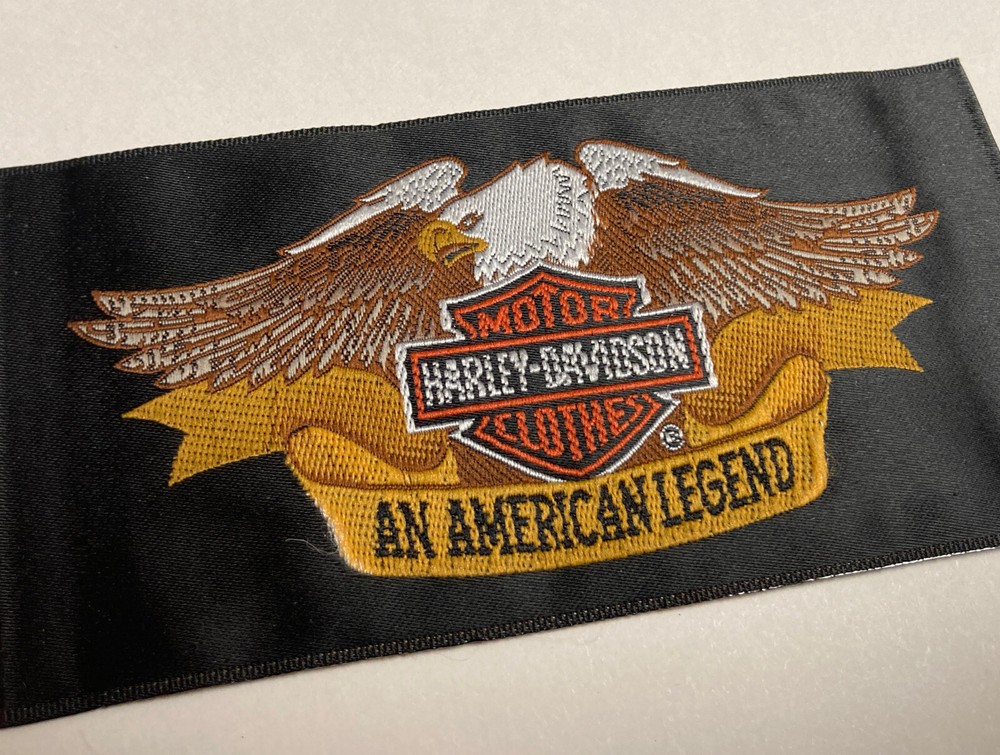 MOTOR
HARLEY-DAVIDSON
CLOTHES
®
AN AMERICAN LEGEND